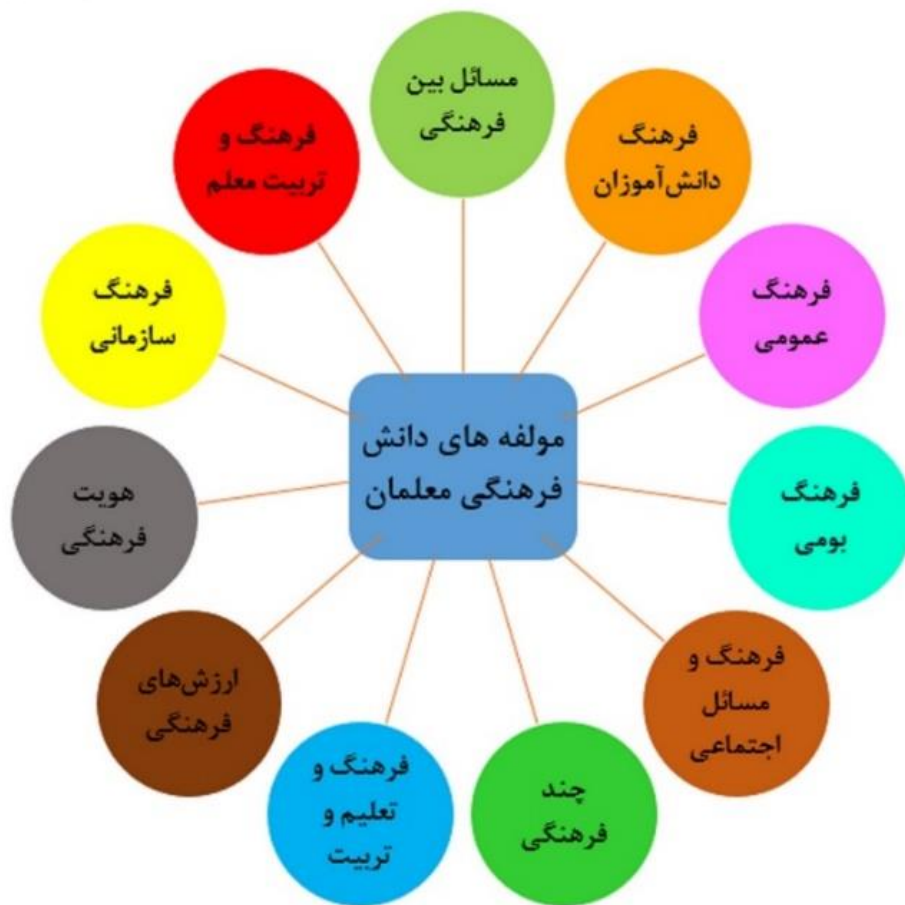 مسائل بین
فرهنگی
فرهنگ
دانش‌آموزان
فرهنگ
عمومی
فرهنگ
بومی
فرهنگ و
مسائل
اجتماعی
چند
فرهنگی
فرهنگ و
تعلیم و
تربیت
ارزش‌های
فرهنگی
هویت
فرهنگی
فرهنگ
سازمانی
فرهنگ و
تربیت معلم
مولفه های دانش
فرهنگی معلمان